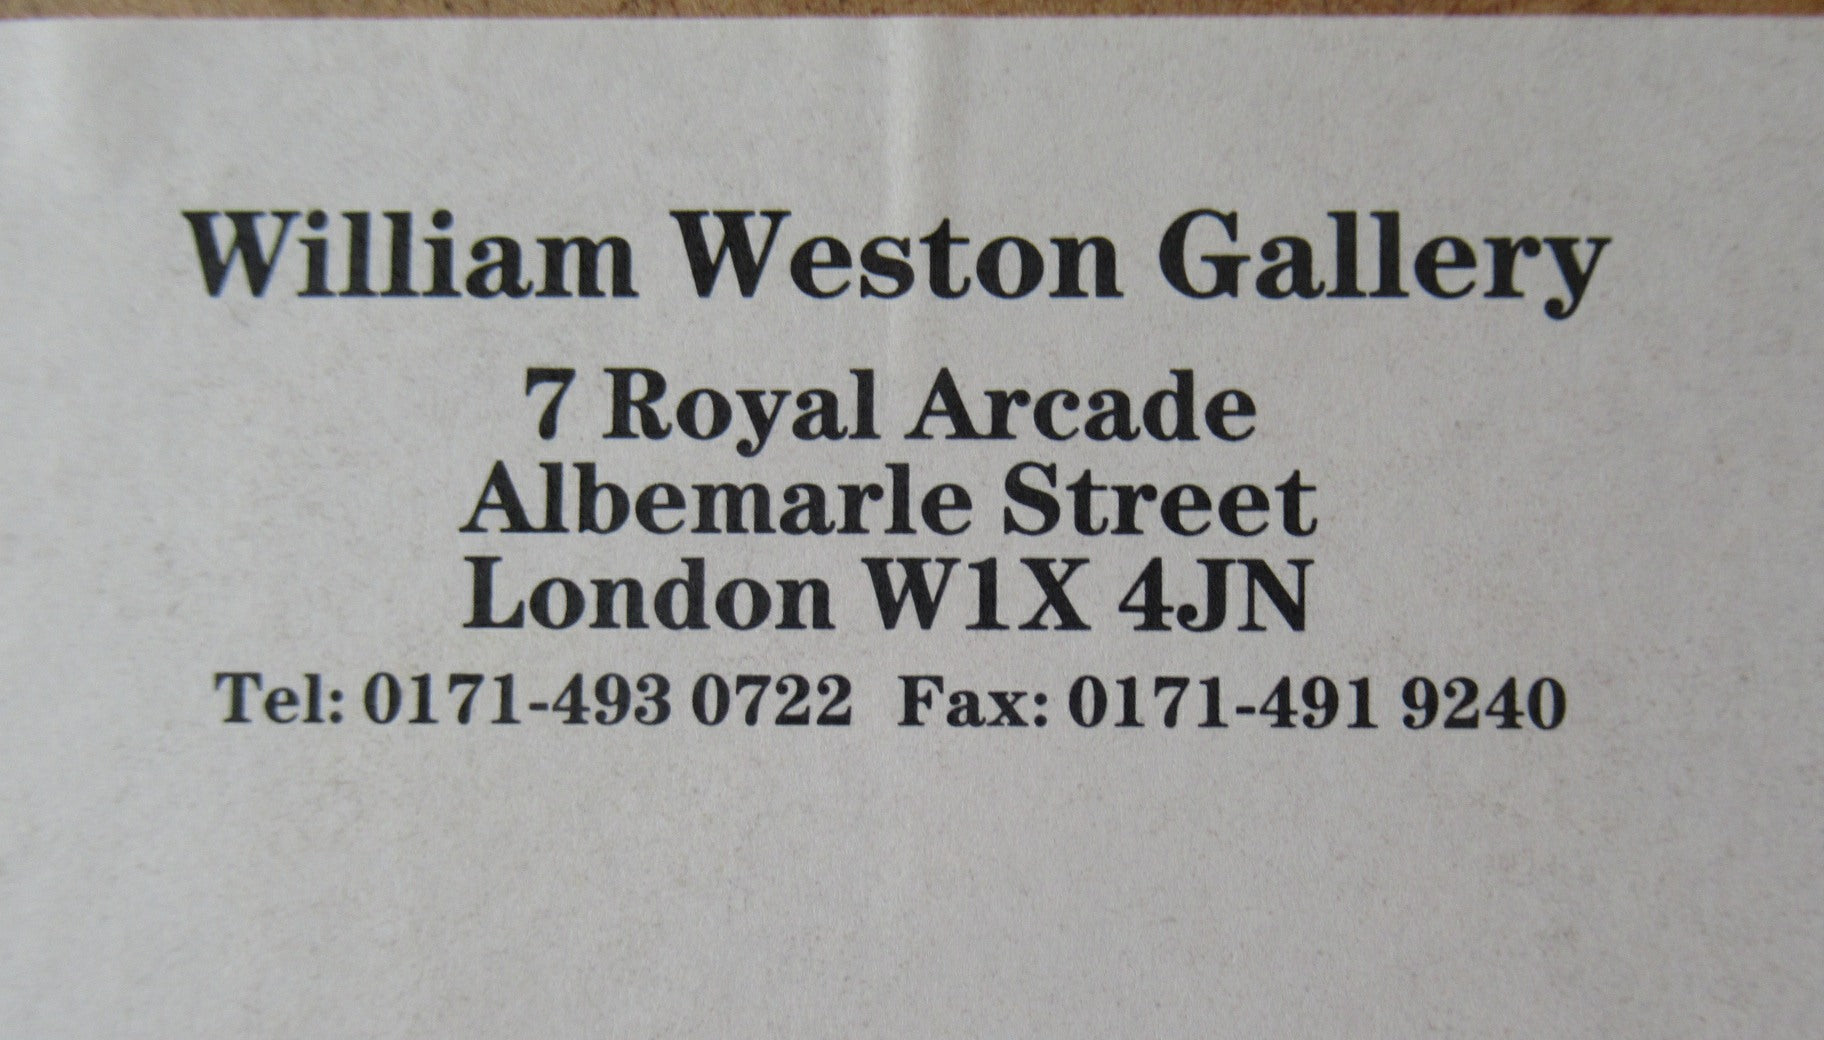 William Weston Gallery
7 Royal Arcade
Albemarle Street
London W1X 4JN
Tel: 0171-493 0722 Fax: 0171-491 9240